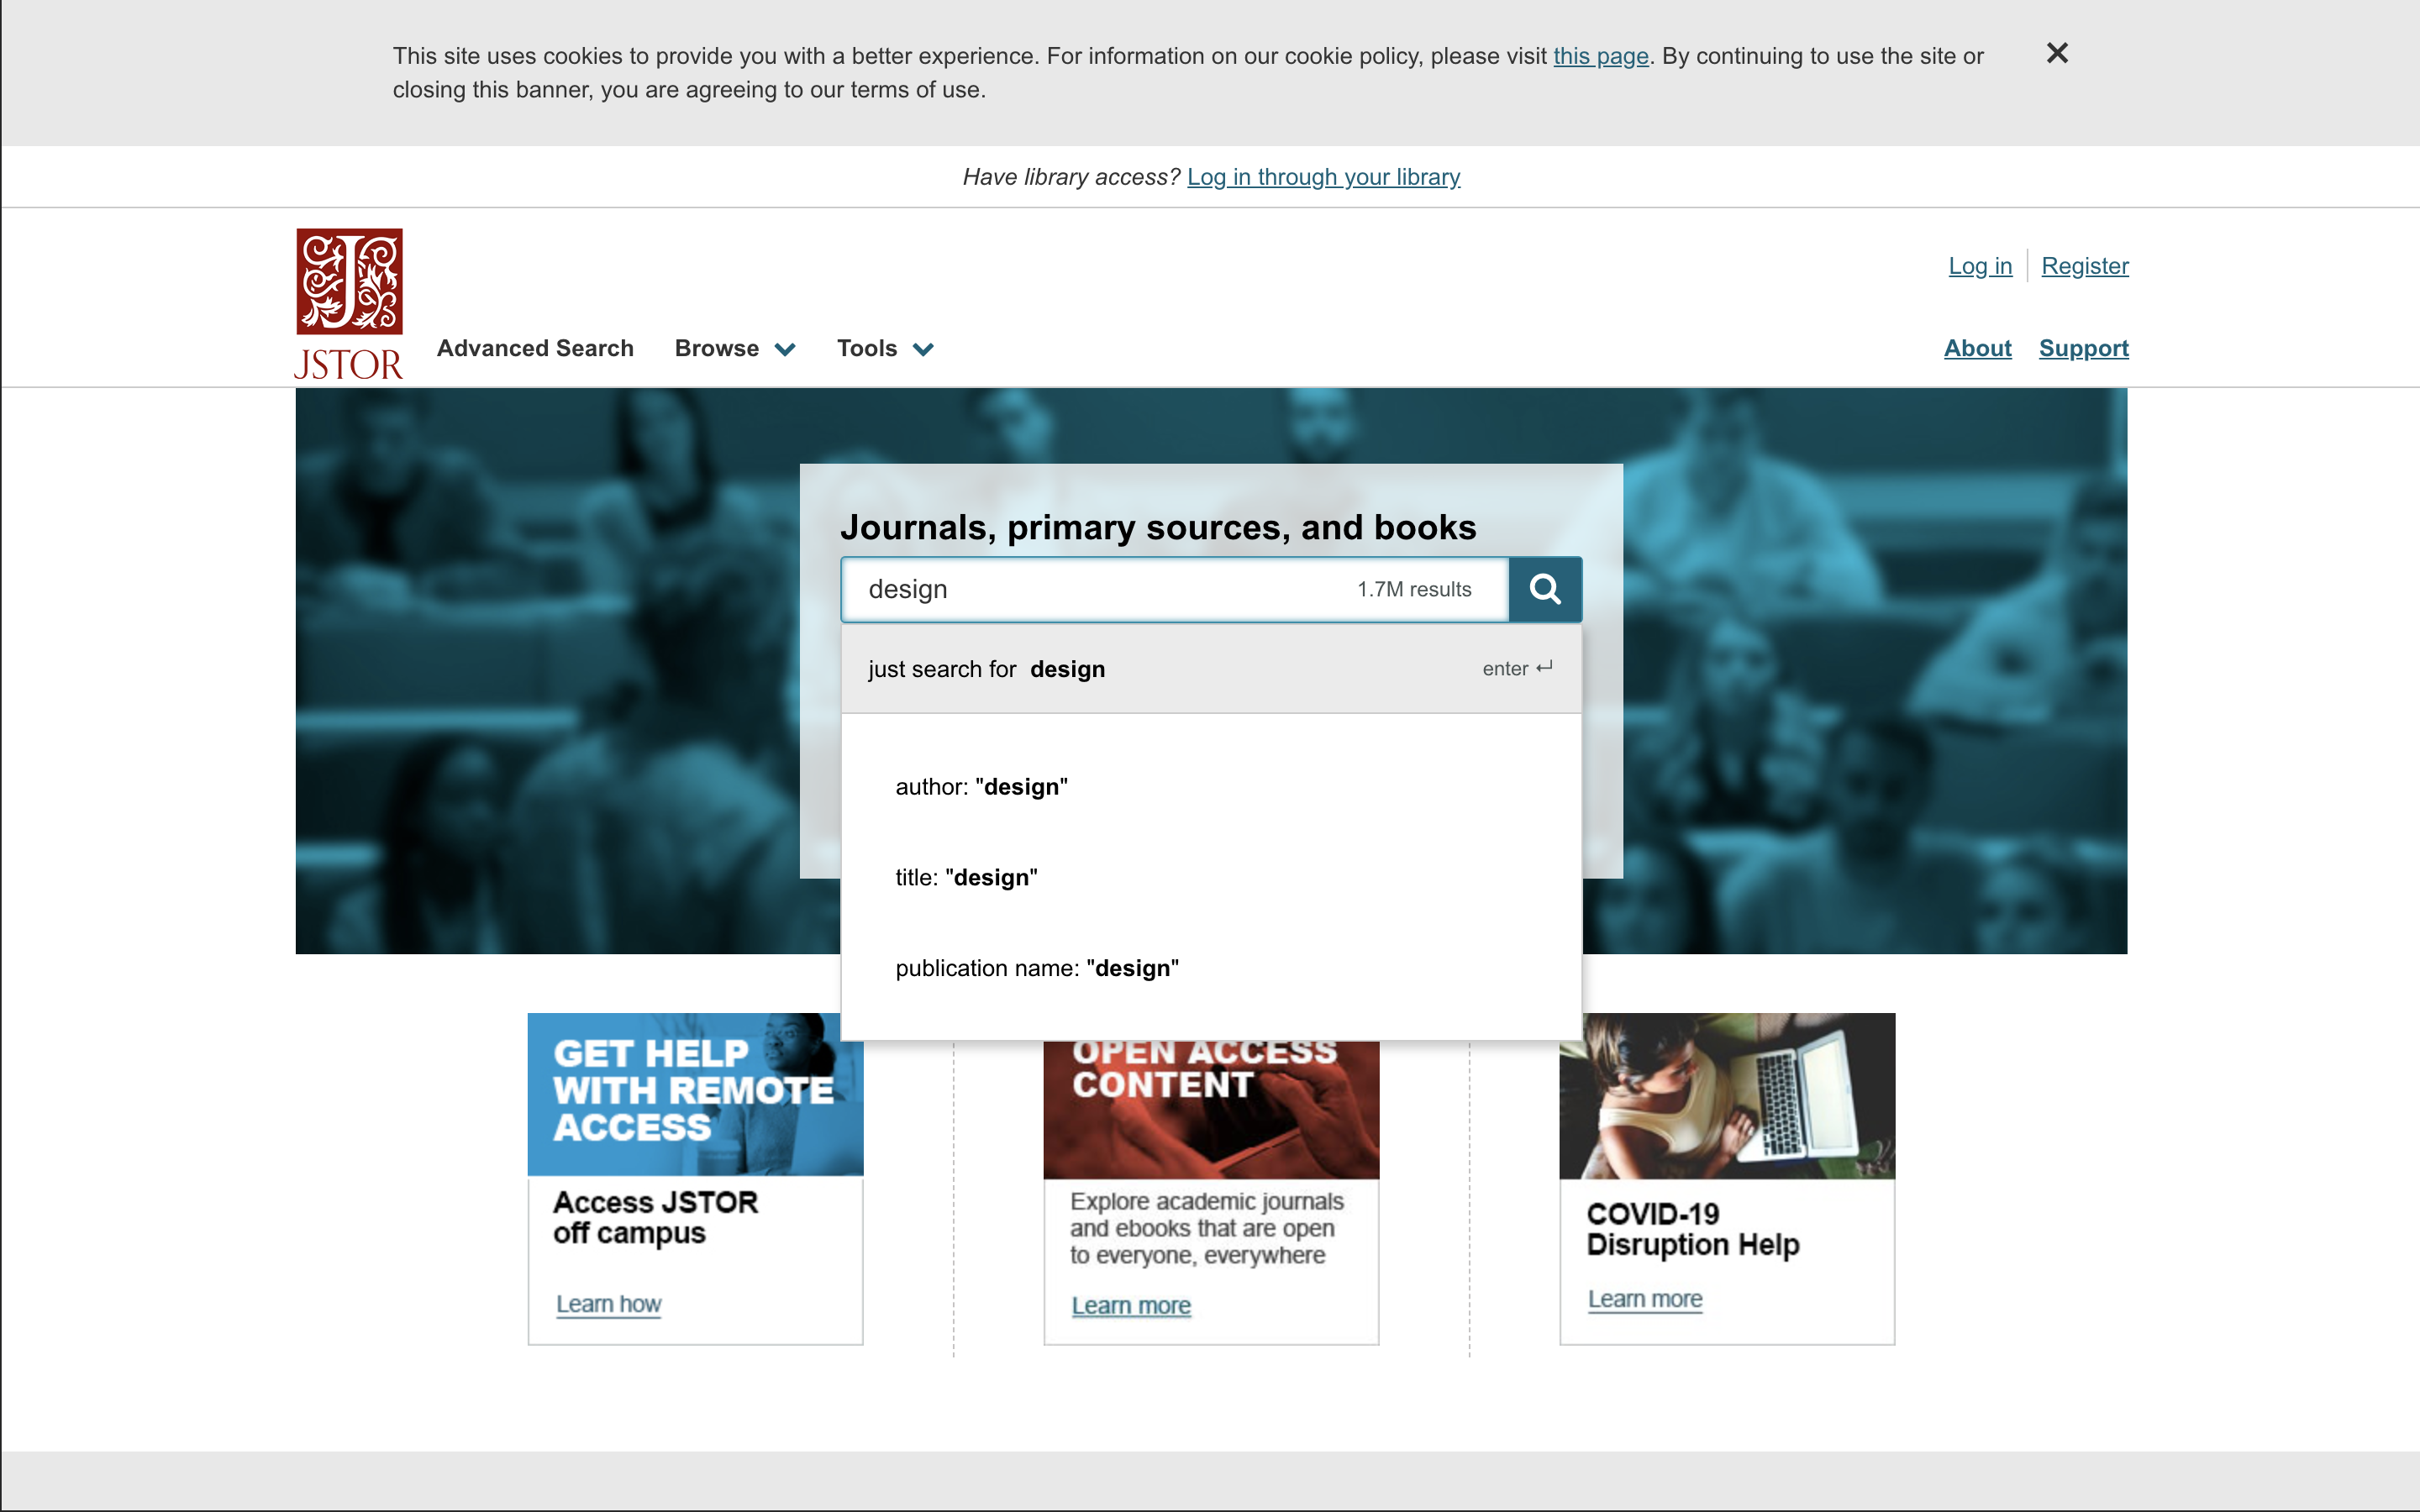 This site uses cookies to provide you with a better experience. For information on our cookie policy, please visit this page. By continuing to use the site or
closing this banner, you are agreeing to our terms of use.
Have library access? Log in through your library
Log in
Register
JSTOR
Advanced Search
Browse
Tools
About
Support
Journals, primary sources, and books
design
1.7M results
just search for design
enter
author: "design"
title: "design"
publication name: "design"
GET HELP
WITH REMOTE
ACCESS
Access JSTOR
off campus
Learn how
OPEN ACCESS
CONTENT
Explore academic journals
and ebooks that are open
to everyone, everywhere
Learn more
COVID-19
Disruption Help
Learn more